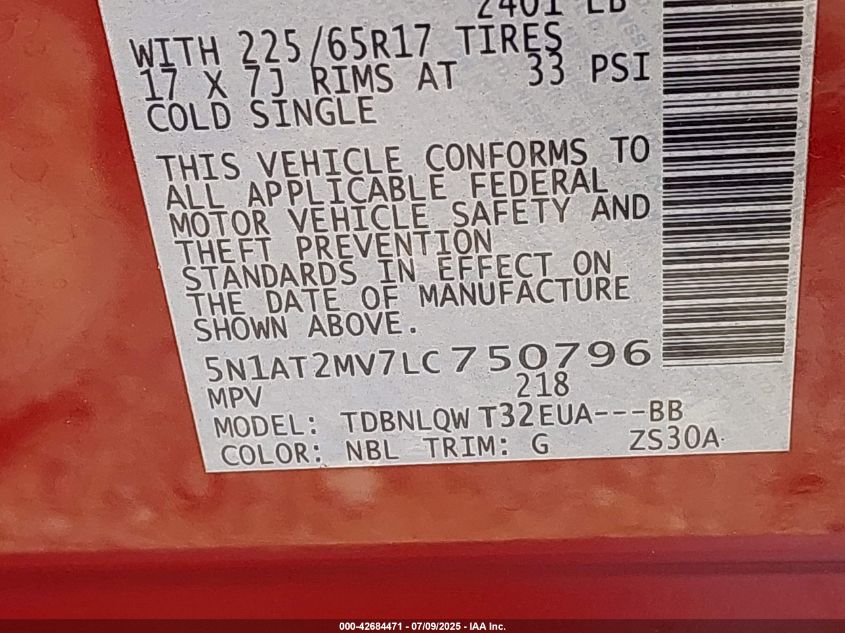 2401 LB
WITH 225/65R17 TIRES
17 X 7J RIMS AT 33 PSI
COLD SINGLE
THIS VEHICLE CONFORMS TO
ALL APPLICABLE FEDERAL
MOTOR VEHICLE SAFETY AND
THEFT PREVENTION
STANDARDS IN EFFECT ON
THE DATE OF MANUFACTURE
SHOWN ABOVE.
5N1AT2MV7LC750796
MPV 218
MODEL: TDBNLQW T32EUA---BB
COLOR: NBL TRIM: G ZS30A
000-42684471 - 07/09/2025 - IAA Inc.